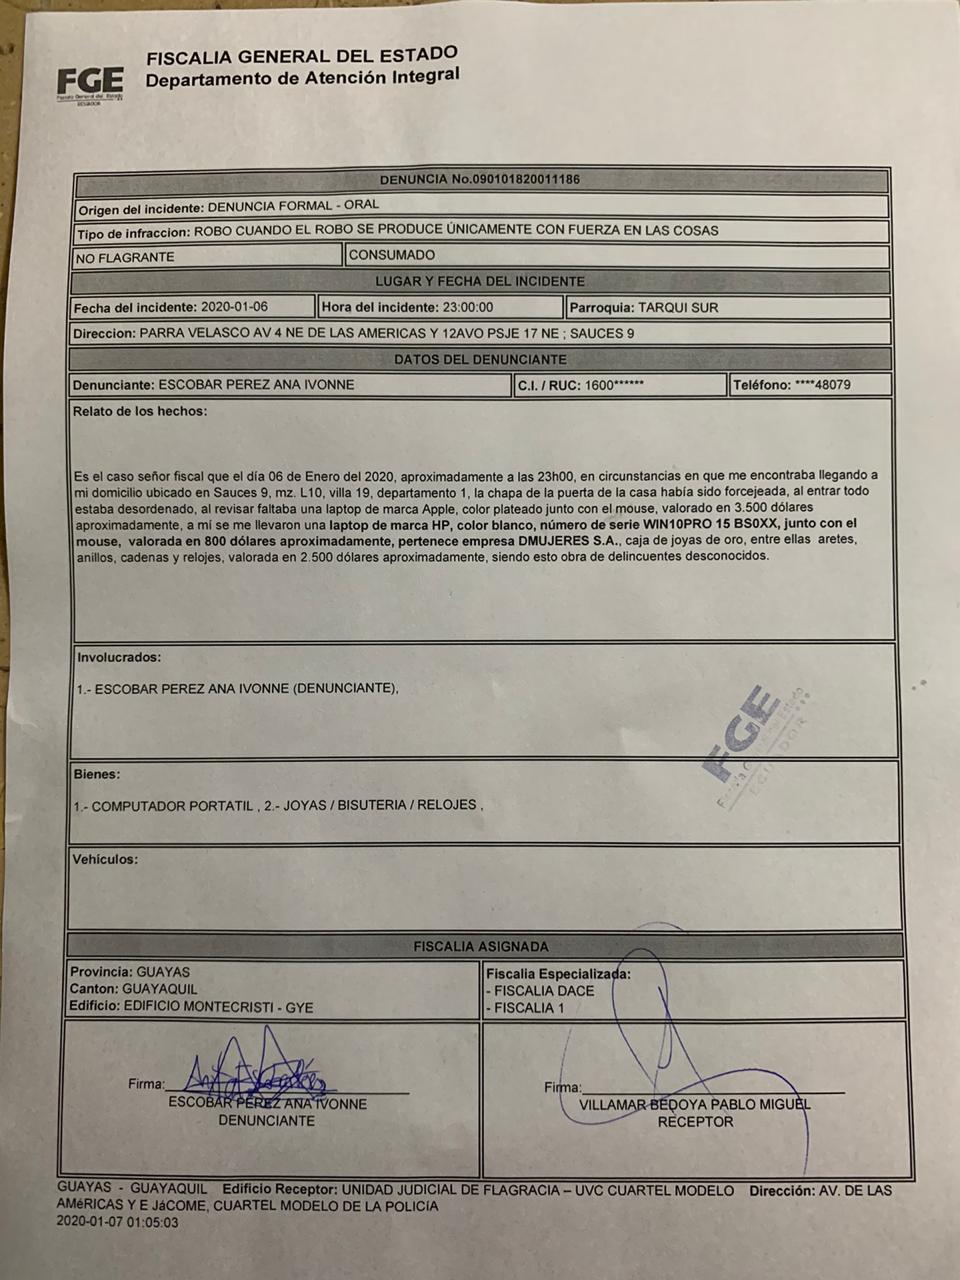 FGE
Fiscalía General del Estado
ECUADOR
FISCALIA GENERAL DEL ESTADO
Departamento de Atención Integral
DENUNCIA No.090101820011186
Origen del incidente: DENUNCIA FORMAL - ORAL
Tipo de infraccion: ROBO CUANDO EL ROBO SE PRODUCE ÚNICAMENTE CON FUERZA EN LAS COSAS
NO FLAGRANTE CONSUMADO
LUGAR Y FECHA DEL INCIDENTE
Fecha del incidente: 2020-01-06 Hora del incidente: 23:00:00 Parroquia: TARQUI SUR
Direccion: PARRA VELASCO AV 4 NE DE LAS AMERICAS Y 12AVO PSJE 17 NE ; SAUCES 9
DATOS DEL DENUNCIANTE
Denunciante: ESCOBAR PEREZ ANA IVONNE C.I. / RUC: 1600****** Teléfono: ****48079
Relato de los hechos:
Es el caso señor fiscal que el día 06 de Enero del 2020, aproximadamente a las 23h00, en circunstancias en que me encontraba llegando a
mi domicilio ubicado en Sauces 9, mz. L10, villa 19, departamento 1, la chapa de la puerta de la casa había sido forcejeada, al entrar todo
estaba desordenado, al revisar faltaba una laptop de marca Apple, color plateado junto con el mouse, valorado en 3.500 dólares
aproximadamente, a mí se me llevaron una laptop de marca HP, color blanco, número de serie WIN10PRO 15 BS0XX, junto con el
mouse, valorada en 800 dólares aproximadamente, pertenece empresa DMUJERES S.A., caja de joyas de oro, entre ellas aretes,
anillos, cadenas y relojes, valorada en 2.500 dólares aproximadamente, siendo esto obra de delincuentes desconocidos.
Involucrados:
1.- ESCOBAR PEREZ ANA IVONNE (DENUNCIANTE),
FGE
Fiscalía General del Estado
ECUADOR
Bienes:
1.- COMPUTADOR PORTATIL , 2.- JOYAS / BISUTERIA / RELOJES ,
Vehículos:
FISCALIA ASIGNADA
Provincia: GUAYAS
Canton: GUAYAQUIL
Edificio: EDIFICIO MONTECRISTI - GYE
Fiscalia Especializada:
- FISCALIA DACE
- FISCALIA 1
Firma:
ESCOBAR PEREZ ANA IVONNE
DENUNCIANTE
Firma:
VILLAMAR BEDOYA PABLO MIGUEL
RECEPTOR
GUAYAS - GUAYAQUIL Edificio Receptor: UNIDAD JUDICIAL DE FLAGRACIA – UVC CUARTEL MODELO Dirección: AV. DE LAS
AMéRICAS Y E JáCOME, CUARTEL MODELO DE LA POLICIA
2020-01-07 01:05:03